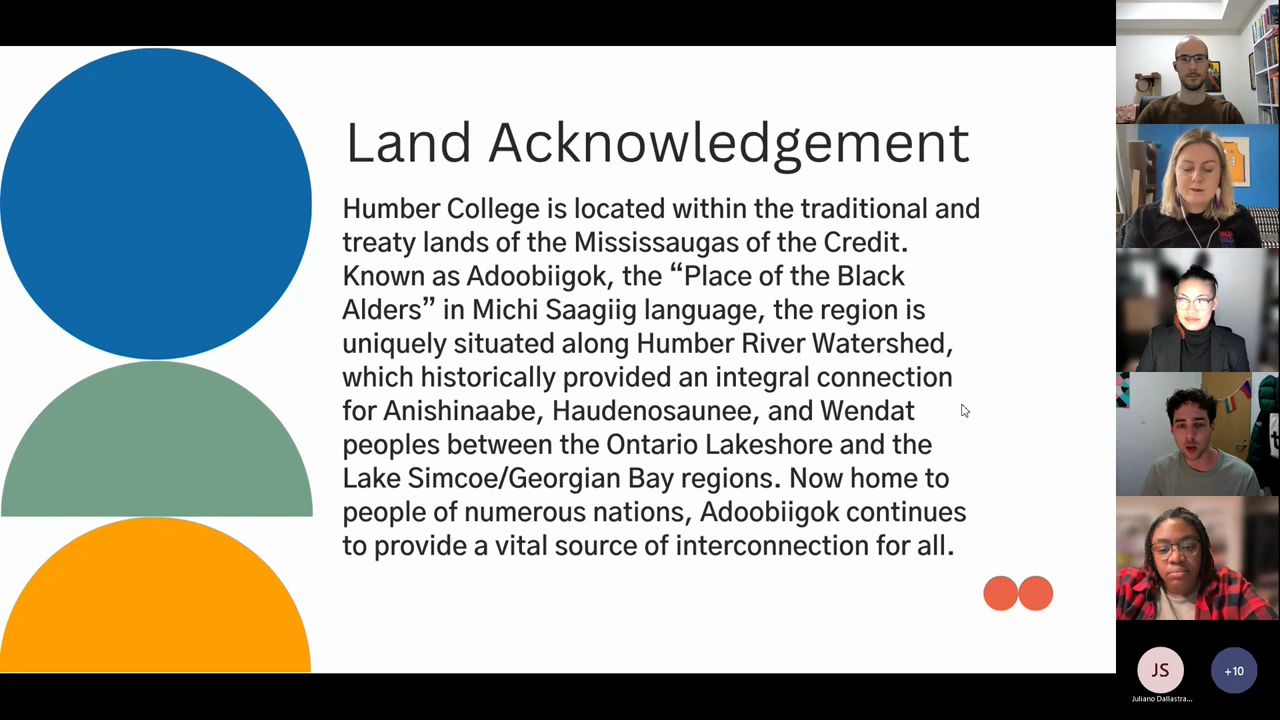 Land Acknowledgement
Humber College is located within the traditional and
treaty lands of the Mississaugas of the Credit.
Known as Adoobiigok, the “Place of the Black
Alders” in Michi Saagiig language, the region is
uniquely situated along Humber River Watershed,
which historically provided an integral connection
for Anishinaabe, Haudenosaunee, and Wendat
peoples between the Ontario Lakeshore and the
Lake Simcoe/Georgian Bay regions. Now home to
people of numerous nations, Adoobiigok continues
to provide a vital source of interconnection for all.
JS
+10
Juliano Dallastra...